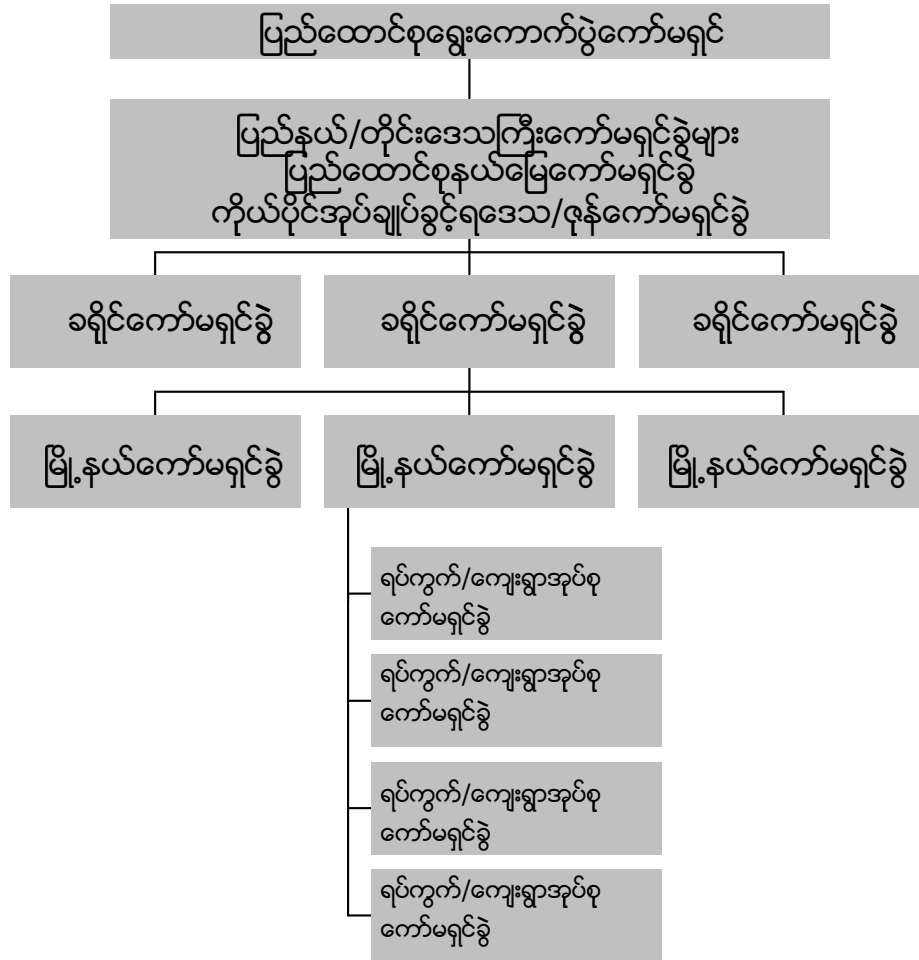 ပြည်ထောင်စုရွေးကောက်ပွဲကော်မရှင်
ပြည်နယ်/တိုင်းဒေသကြီးကော်မရှင်ခွဲများ
ပြည်ထောင်စုနယ်မြေကော်မရှင်ခွဲ
ကိုယ်ပိုင်အုပ်ချုပ်ခွင့်ရဒေသ/ဇုန်ကော်မရှင်ခွဲ
ခရိုင်ကော်မရှင်ခွဲ
ခရိုင်ကော်မရှင်ခွဲ
ခရိုင်ကော်မရှင်ခွဲ
မြို့နယ်ကော်မရှင်ခွဲ
မြို့နယ်ကော်မရှင်ခွဲ
မြို့နယ်ကော်မရှင်ခွဲ
ရပ်ကွက်/ကျေးရွာအုပ်စု
ကော်မရှင်ခွဲ
ရပ်ကွက်/ကျေးရွာအုပ်စု
ကော်မရှင်ခွဲ
ရပ်ကွက်/ကျေးရွာအုပ်စု
ကော်မရှင်ခွဲ
ရပ်ကွက်/ကျေးရွာအုပ်စု
ကော်မရှင်ခွဲ